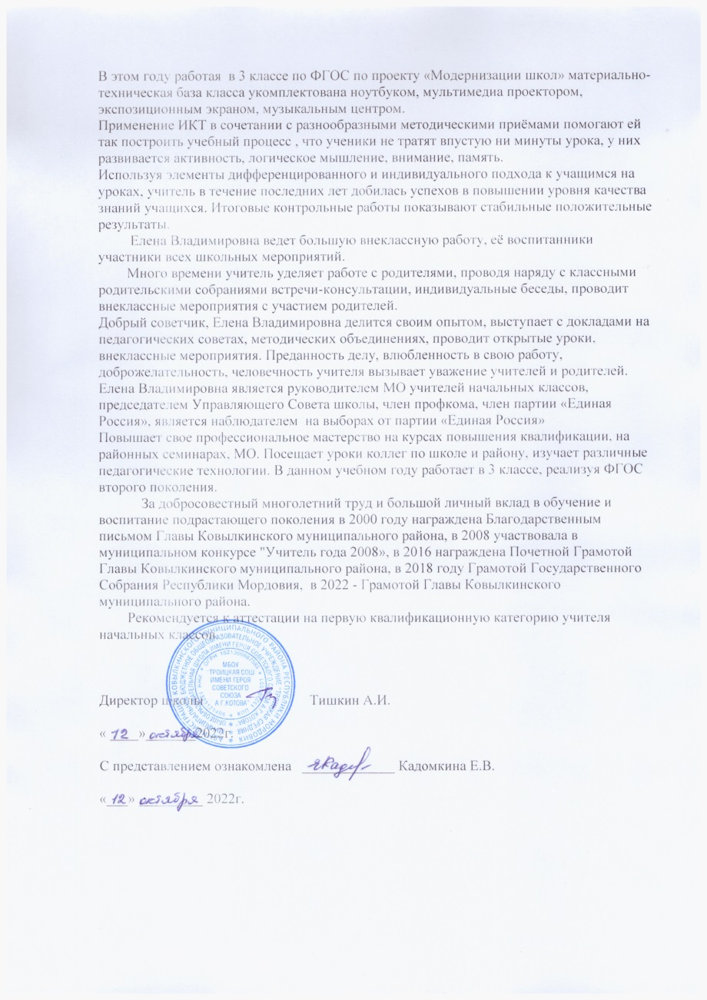 В этом году работая  в 3 классе по ФГОС по проекту «Модернизации школ» материально-
техническая база класса укомплектована ноутбуком, мультимедиа проектором,
экспозиционным экраном, музыкальным центром.
Применение ИКТ в сочетании с разнообразными методическими приёмами помогают ей
так построить учебный процесс , что ученики не тратят впустую ни минуты урока, у них
развивается активность, логическое мышление, внимание, память.
Используя элементы дифференцированного и индивидуального подхода к учащимся на
уроках, учитель в течение последних лет добилась успехов в повышении уровня качества
знаний учащихся. Итоговые контрольные работы показывают стабильные положительные
результаты.
Елена Владимировна ведет большую внеклассную работу, её воспитанники
участники всех школьных мероприятий.
Много времени учитель уделяет работе с родителями, проводя наряду с классными
родительскими собраниями встречи-консультации, индивидуальные беседы, проводит
внеклассные мероприятия с участием родителей.
Добрый советчик, Елена Владимировна делится своим опытом, выступает с докладами на
педагогических советах, методических объединениях, проводит открытые уроки,
внеклассные мероприятия. Преданность делу, влюбленность в свою работу,
доброжелательность, человечность учителя вызывает уважение учителей и родителей.
Елена Владимировна является руководителем МО учителей начальных классов,
председателем Управляющего Совета школы, член профкома, член партии «Единая
Россия», является наблюдателем  на выборах от партии «Единая Россия»
Повышает свое профессиональное мастерство на курсах повышения квалификации, на
районных семинарах, МО. Посещает уроки коллег по школе и району, изучает различные
педагогические технологии. В данном учебном году работает в 3 классе, реализуя ФГОС
второго поколения.
За добросовестный многолетний труд и большой личный вклад в обучение и
воспитание подрастающего поколения в 2000 году награждена Благодарственным
письмом Главы Ковылкинского муниципального района, в 2008 участвовала в
муниципальном конкурсе "Учитель года 2008», в 2016 награждена Почетной Грамотой
Главы Ковылкинского муниципального района, в 2018 году Грамотой Государственного
Собрания Республики Мордовия,  в 2022 - Грамотой Главы Ковылкинского
муниципального района.
Рекомендуется к аттестации на первую квалификационную категорию учителя
начальных классов.
МБОУ
"ТРОИЦКАЯ СОШ
ИМЕНИ ГЕРОЯ
СОВЕТСКОГО
СОЮЗА
А.Г.КОТОВА"
Директор школы Тишкин А.И.
« 12 » октября 2022г.
С представлением ознакомлена Кадомкина Е.В.
« 12 » октября 2022г.